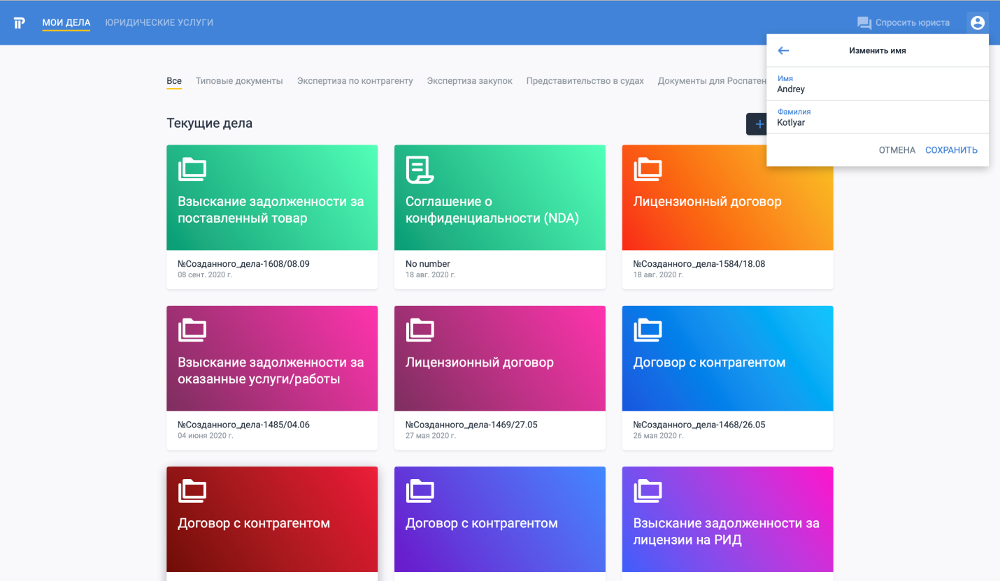 МОИ ДЕЛА ЮРИДИЧЕСКИЕ УСЛУГИ Спросить юриста
Изменить имя
Имя
Andrey
Фамилия
Kotlyar
ОТМЕНА СОХРАНИТЬ
Все Типовые документы Экспертиза по контрагенту Экспертиза закупок Представительство в судах Документы для Роспатен
Текущие дела
+
Взыскание задолженности за
поставленный товар
№Созданного_дела-1608/08.09
08 сент. 2020 г.
Соглашение о
конфиденциальности (NDA)
No number
18 авг. 2020 г.
Лицензионный договор
№Созданного_дела-1584/18.08
18 авг. 2020 г.
Взыскание задолженности за
оказанные услуги/работы
№Созданного_дела-1485/04.06
04 июня 2020 г.
Лицензионный договор
№Созданного_дела-1469/27.05
27 мая 2020 г.
Договор с контрагентом
№Созданного_дела-1468/26.05
26 мая 2020 г.
Договор с контрагентом
Договор с контрагентом
Взыскание задолженности за
лицензии на РИД